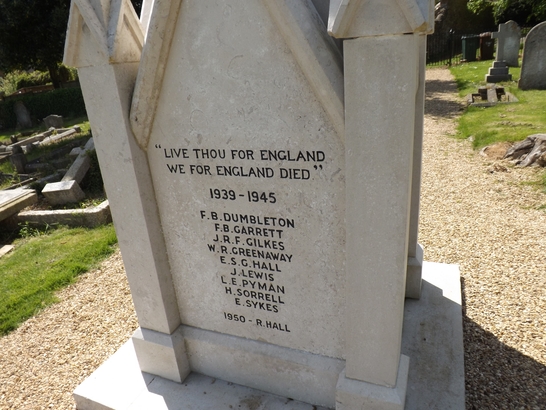 "LIVE THOU FOR ENGLAND
WE FOR ENGLAND DIED"
1939-1945
F.B.DUMBLETON
F.B.GARRETT
J.R.F.GILKES
W.R.GREENAWAY
E.S.G.HALL
J.LEWIS
L.E.PYMAN
H.SORRELL
E.SYKES
1950-R.HALL